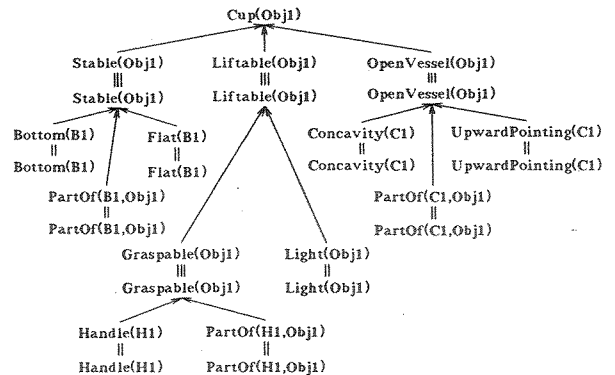 Cup(Obj1)
Stable(Obj1) Liftable(Obj1) OpenVessel(Obj1)
Stable(Obj1) Liftable(Obj1) OpenVessel(Obj1)
Bottom(B1) Flat(B1) Concavity(C1) UpwardPointing(C1)
Bottom(B1) Flat(B1) Concavity(C1) UpwardPointing(C1)
PartOf(B1,Obj1) PartOf(C1,Obj1)
PartOf(B1,Obj1) PartOf(C1,Obj1)
Graspable(Obj1) Light(Obj1)
Graspable(Obj1) Light(Obj1)
Handle(H1) PartOf(H1,Obj1)
Handle(H1) PartOf(H1,Obj1)